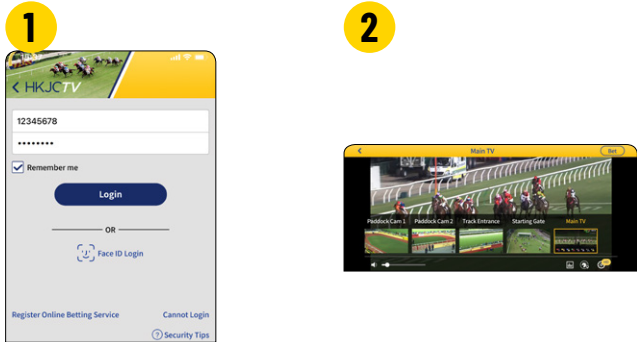 1
2
HKJC TV
12345678
Remember me
Login
OR
Face ID Login
Register Online Betting Service
Cannot Login
? Security Tips
Main TV
Bet
Paddock Cam 1
Paddock Cam 2
Track Entrance
Starting Gate
Main TV